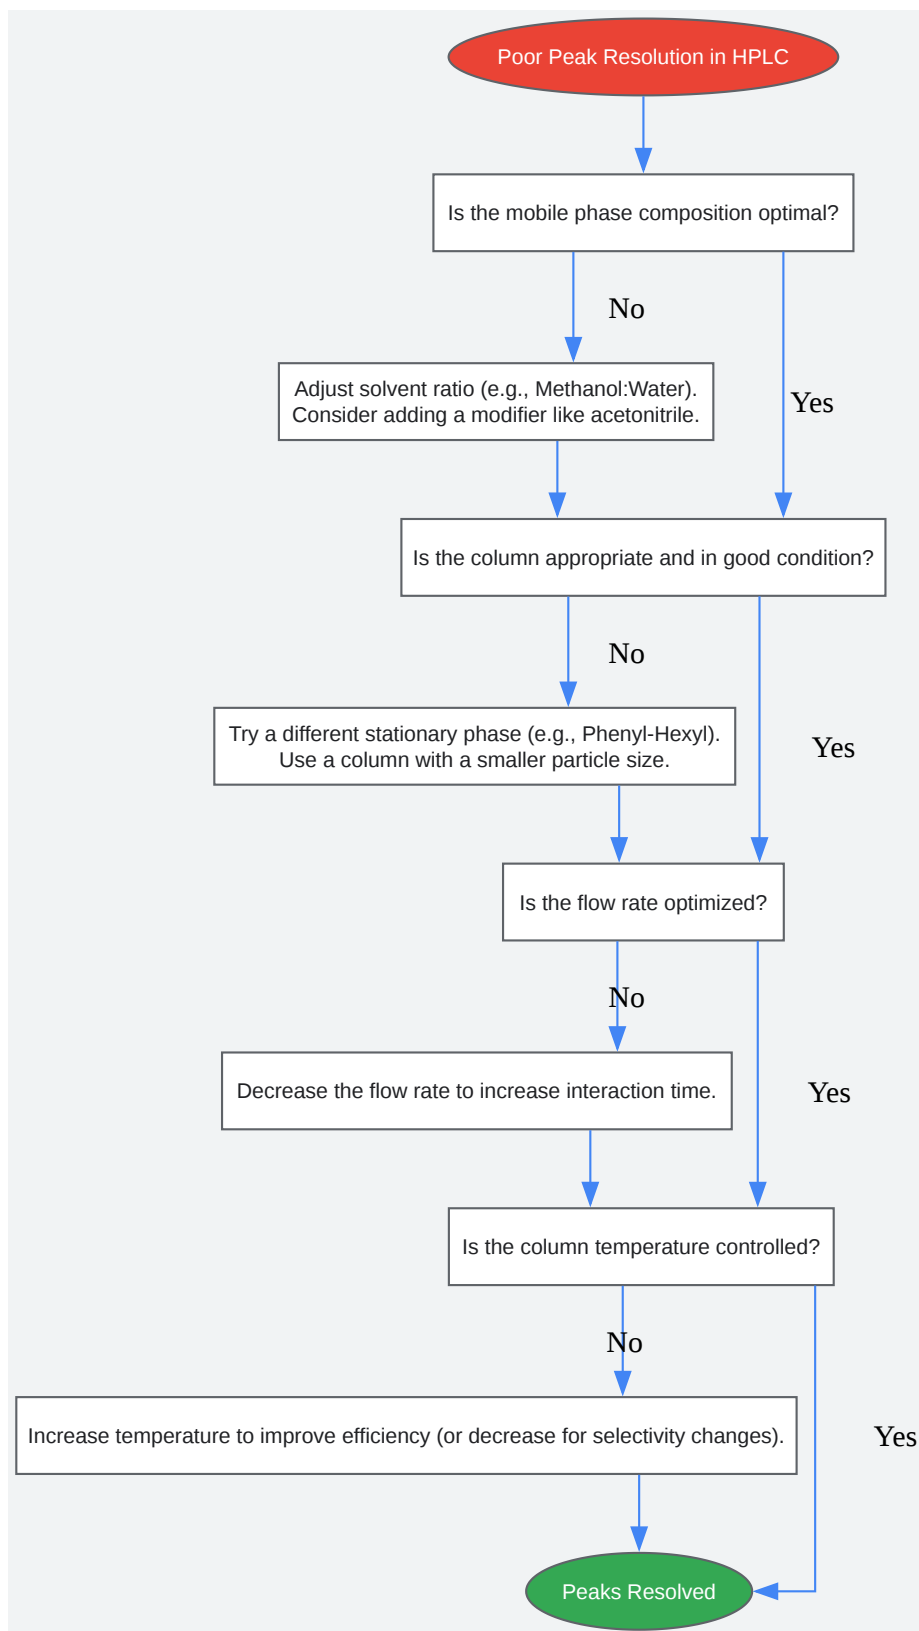 Poor Peak Resolution in HPLC
Is the mobile phase composition optimal?
No
Adjust solvent ratio (e.g., Methanol:Water).
Consider adding a modifier like acetonitrile.
Yes
Is the column appropriate and in good condition?
No
Try a different stationary phase (e.g., Phenyl-Hexyl).
Use a column with a smaller particle size.
Yes
Is the flow rate optimized?
No
Decrease the flow rate to increase interaction time.
Yes
Is the column temperature controlled?
No
Increase temperature to improve efficiency (or decrease for selectivity changes).
Yes
Peaks Resolved